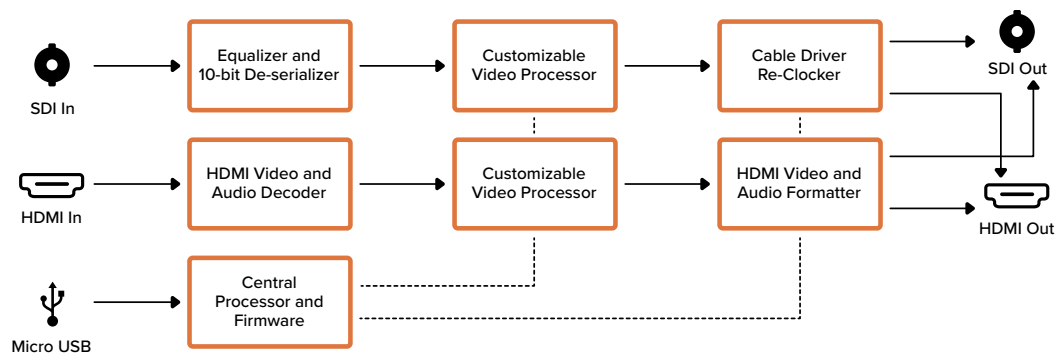 SDI In
Equalizer and
10-bit De-serializer
Customizable
Video Processor
Cable Driver
Re-Clocker
SDI Out
HDMI In
HDMI Video and
Audio Decoder
Customizable
Video Processor
HDMI Video and
Audio Formatter
HDMI Out
Micro USB
Central
Processor and
Firmware